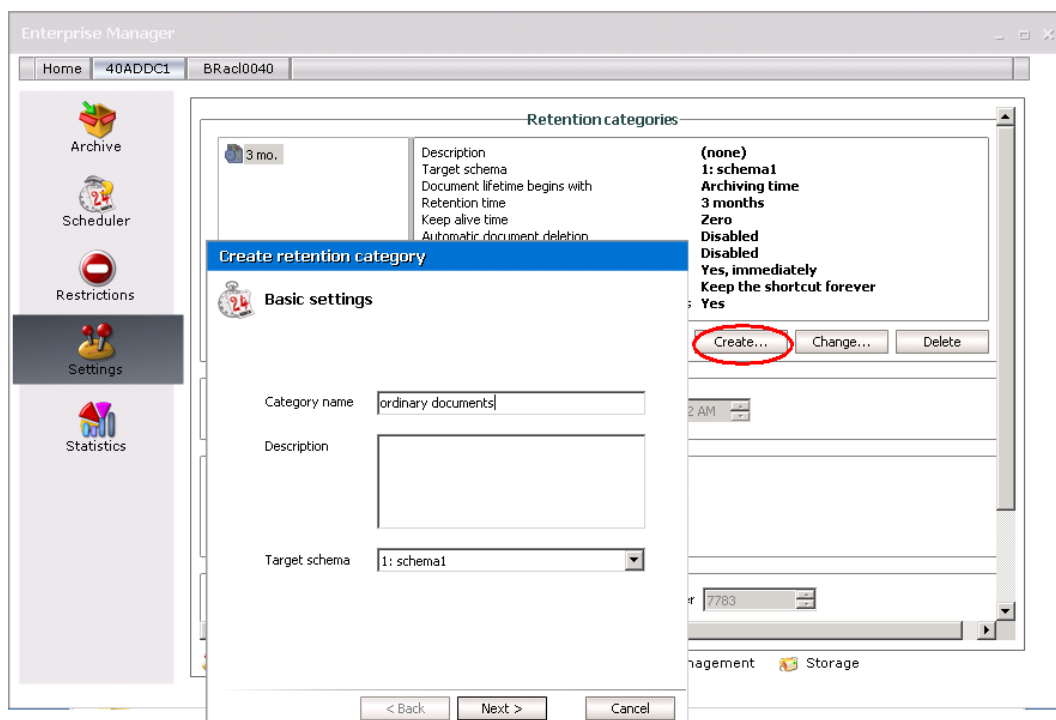 Enterprise Manager
Home 40ADDC1 BRacl0040
Archive
Scheduler
Restrictions
Settings
Statistics
Retention categories
3 mo.
Description (none)
Target schema 1: schema1
Document lifetime begins with Archiving time
Retention time 3 months
Keep alive time Zero
Automatic document deletion Disabled
Disabled
Yes, immediately
Keep the shortcut forever
Yes
Create... Change... Delete
2 AM
7783
Storage
Create retention category
24 Basic settings
Category name ordinary documents
Description
Target schema 1: schema1
< Back Next > Cancel